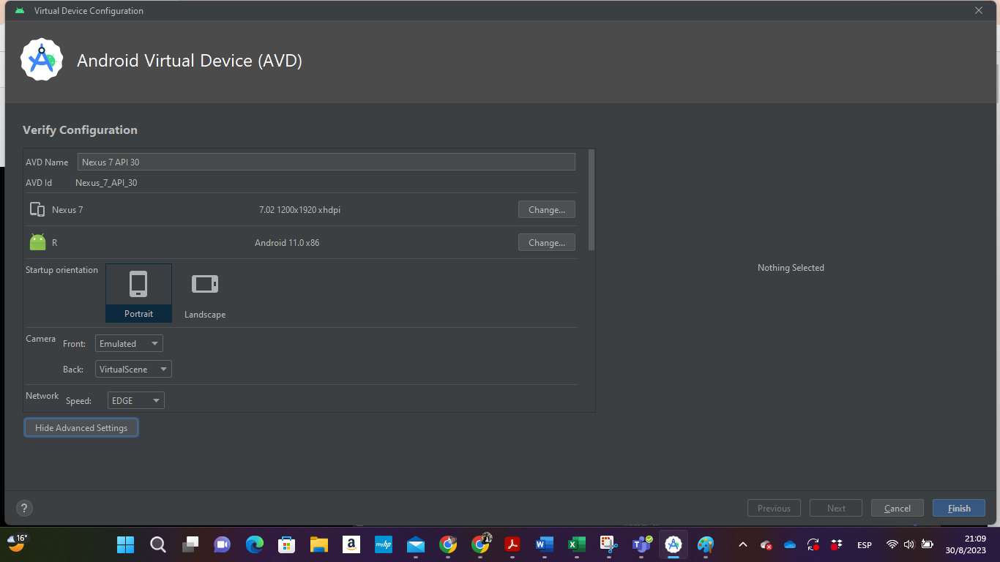 Virtual Device Configuration
Android Virtual Device (AVD)
Verify Configuration
AVD Name Nexus 7 API 30
AVD Id Nexus_7_API_30
Nexus 7 7.02 1200x1920 xhdpi Change...
R Android 11.0 x86 Change...
Startup orientation
Portrait Landscape
Nothing Selected
Camera Front: Emulated
Back: VirtualScene
Network Speed: EDGE
Hide Advanced Settings
? Previous Next Cancel Finish
16°
a
myhp
W
X
T
ESP
21:09
30/8/2023